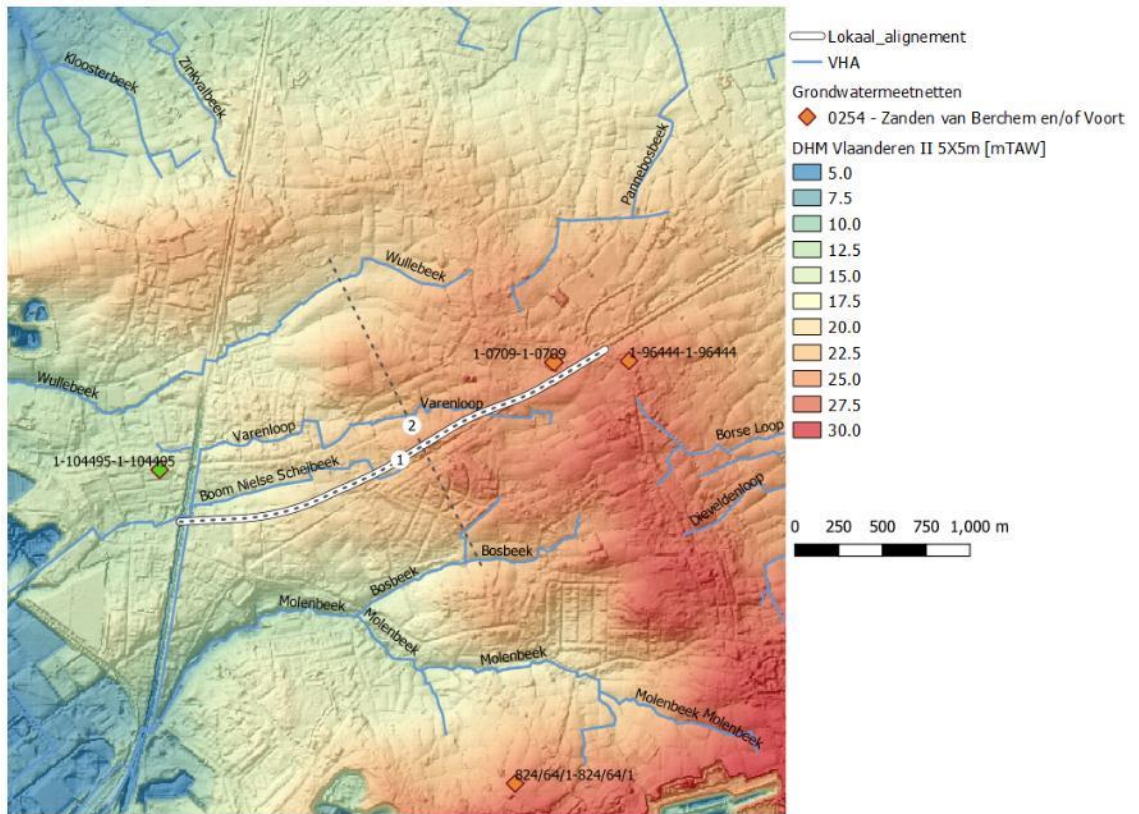 Kloosterbeek
Zinkvalbeek
Pannebosbeek
Wullebeek
1-0709-1-0709
1-96444-1-96444
Wullebeek
Varenloop
Varenloop
2
Borse Loop
1-104495-1-104495
1
Boom Nielse Scheibeek
Dieveldenloop
Bosbeek
Bosbeek
Molenbeek
Molenbeek
Molenbeek
Molenbeek Molenbeek
824/64/1-824/64/1
Lokaal_alignement
VHA
Grondwatermeetnetten
0254 - Zanden van Berchem en/of Voort
DHM Vlaanderen II 5X5m [mTAW]
5.0
7.5
10.0
12.5
15.0
17.5
20.0
22.5
25.0
27.5
30.0
0 250 500 750 1,000 m